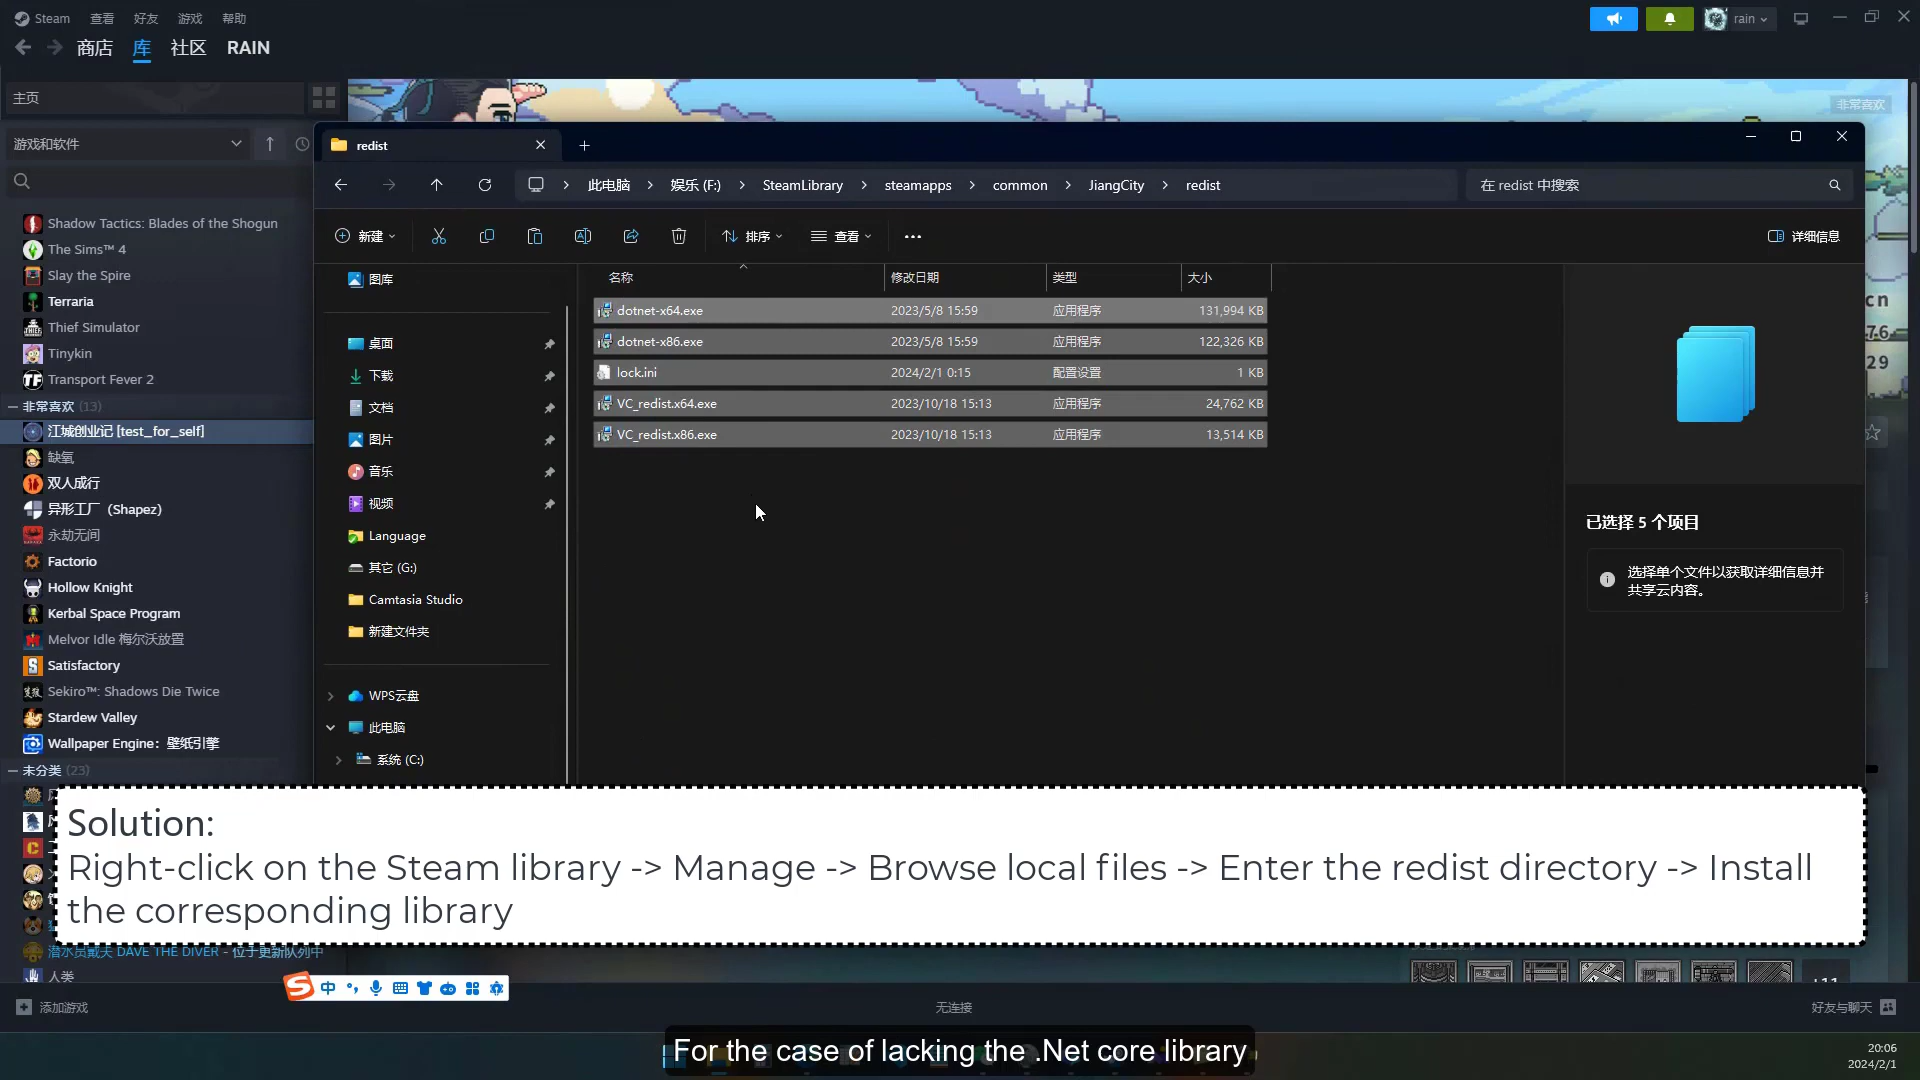 Steam 查看 好友 游戏 帮助
rain
商店 库 社区 RAIN
主页
非常喜欢
游戏和软件
redist
此电脑 娱乐 (F:) SteamLibrary steamapps common JiangCity redist
在 redist 中搜索
新建 排序 查看 详细信息
Shadow Tactics: Blades of the Shogun
The Sims™ 4
Slay the Spire
Terraria
Thief Simulator
Tinykin
Transport Fever 2
非常喜欢 (13)
江城创业记 [test_for_self]
缺氧
双人成行
异形工厂（Shapez）
永劫无间
Factorio
Hollow Knight
Kerbal Space Program
Melvor Idle 梅尔沃放置
Satisfactory
Sekiro™: Shadows Die Twice
Stardew Valley
Wallpaper Engine：壁纸引擎
未分类 (23)
图库
桌面
下载
文档
图片
音乐
视频
Language
其它 (G:)
Camtasia Studio
新建文件夹
WPS云盘
此电脑
系统 (C:)
名称 修改日期 类型 大小
dotnet-x64.exe 2023/5/8 15:59 应用程序 131,994 KB
dotnet-x86.exe 2023/5/8 15:59 应用程序 122,326 KB
lock.ini 2024/2/1 0:15 配置设置 1 KB
VC_redist.x64.exe 2023/10/18 15:13 应用程序 24,762 KB
VC_redist.x86.exe 2023/10/18 15:13 应用程序 13,514 KB
已选择 5 个项目
选择单个文件以获取详细信息并
共享云内容。
cn
76
29
Solution:
Right-click on the Steam library -> Manage -> Browse local files -> Enter the redist directory -> Install
the corresponding library
潜水员戴夫 DAVE THE DIVER - 位于更新队列中
人类
中
添加游戏
无连接
好友与聊天
For the case of lacking the .Net core library
20:06
2024/2/1